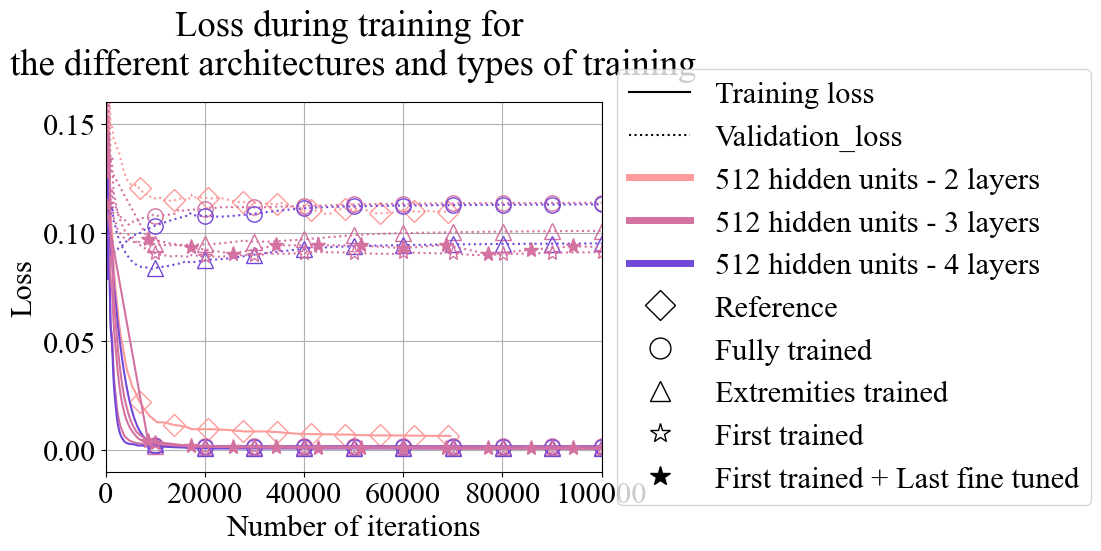 Loss during training for
the different architectures and types of training
0.15
0.10
0.05
0.00
Loss
0 20000 40000 60000 80000 100000
Number of iterations
Training loss
Validation_loss
512 hidden units - 2 layers
512 hidden units - 3 layers
512 hidden units - 4 layers
Reference
Fully trained
Extremities trained
First trained
First trained + Last fine tuned